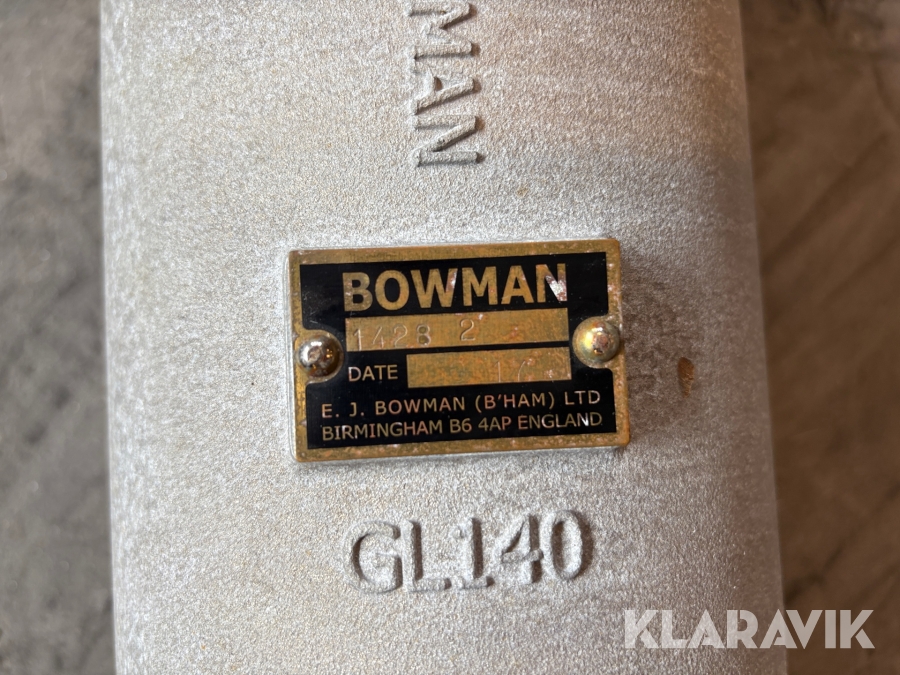 MAN
BOWMAN
1428 2
DATE
E. J. BOWMAN (B'HAM) LTD
BIRMINGHAM B6 4AP ENGLAND
GL140
KLARAVIK